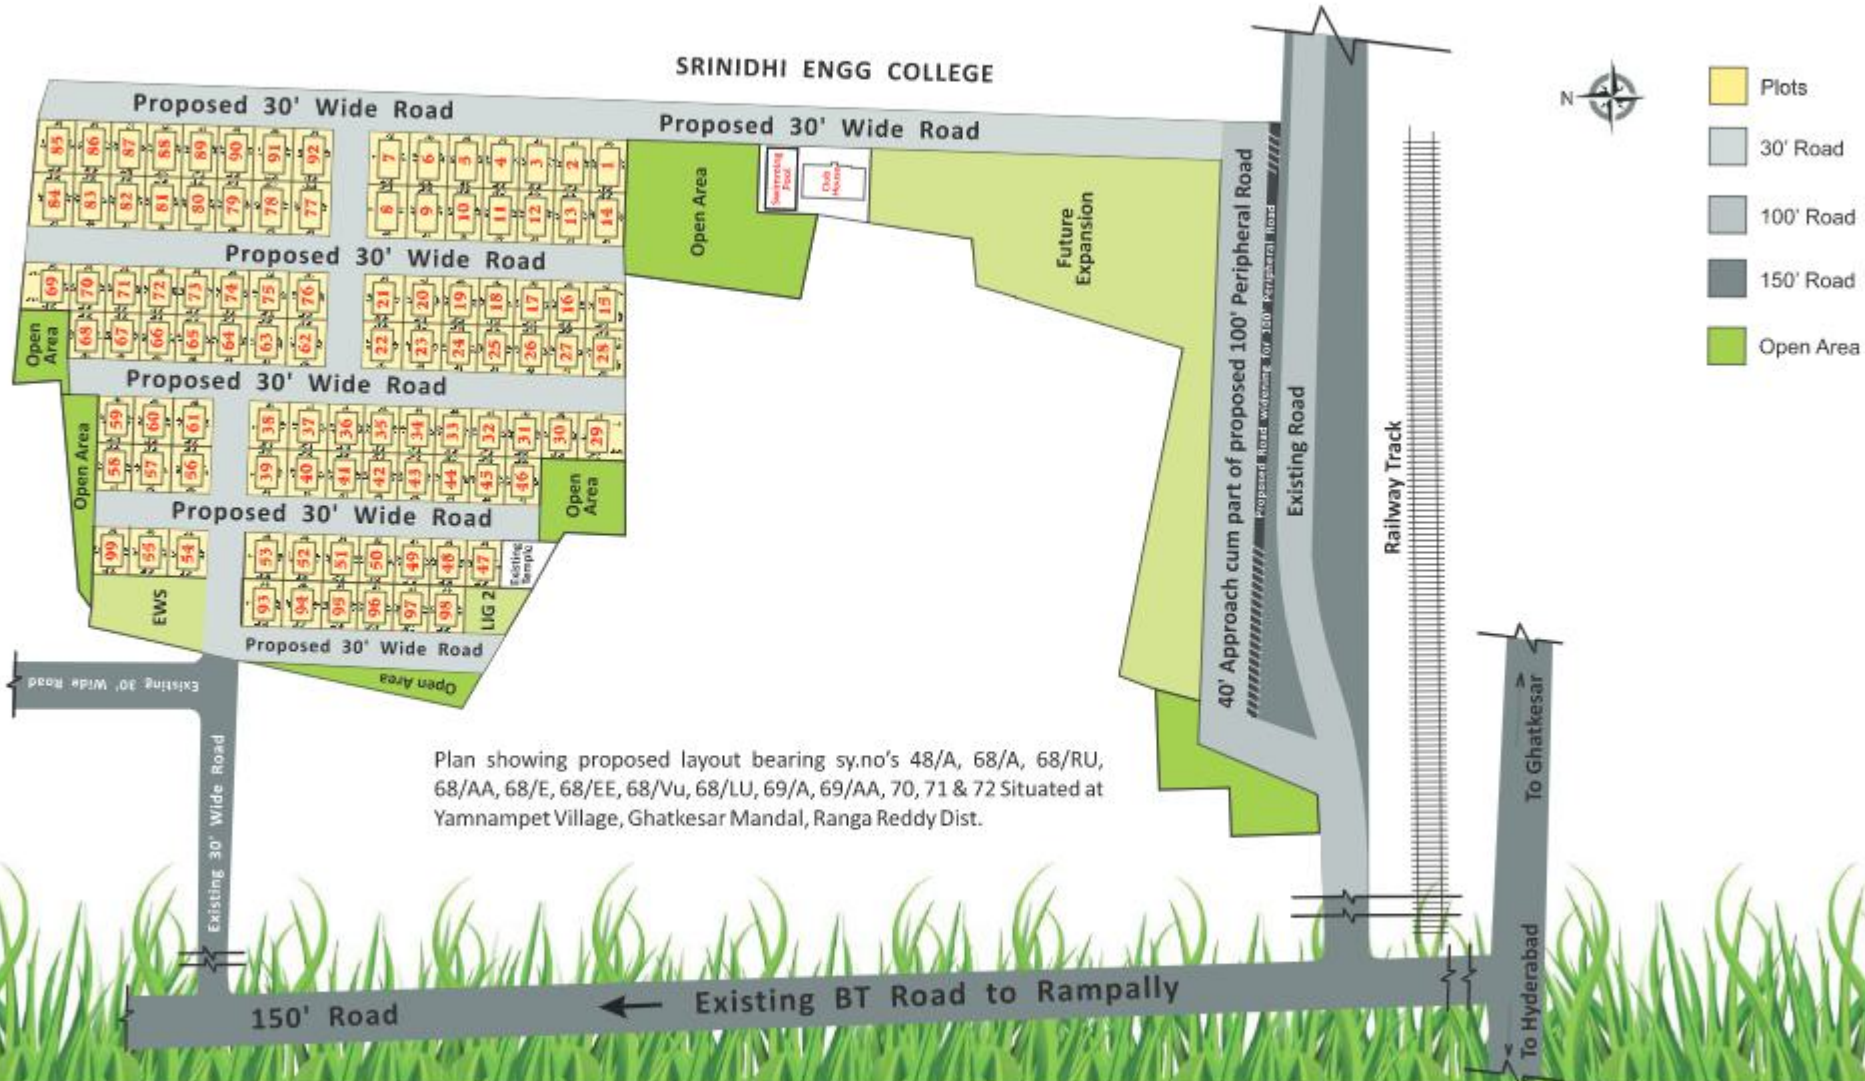 SRINIDHI ENGG COLLEGE
N
Plots
30' Road
100' Road
150' Road
Open Area
Proposed 30' Wide Road
Proposed 30' Wide Road
85 86 87 88 89 90 91 92
7 6 5 4 3 2 1
84 83 82 81 80 79 78 77
8 9 10 11 12 13 14
Open Area
Swimming
Pool
Club
House
Future
Expansion
Proposed 30' Wide Road
69 70 71 72 73 74 75 76
21 20 19 18 17 16 15
Open
Area
68 67 66 65 64 63 62
22 23 24 25 26 27 28
Proposed 30' Wide Road
59 60 61
38 37 36 35 34 33 32 31 30 29
Open Area
58 57 56
39 40 41 42 43 44 45 46
Open
Area
Proposed 30' Wide Road
99 55 54
53 52 51 50 49 48 47
Existing
Temple
EWS
93 94 95 96 97 98
LIG 2
Proposed 30' Wide Road
Open Area
Existing 30' Wide Road
Existing 30' Wide Road
40' Approach cum part of proposed 100' Peripheral Road
Proposed Road widening for 100' Peripheral Road
Existing Road
Railway Track
To Ghatkesar
To Hyderabad
Plan showing proposed layout bearing sy.no's 48/A, 68/A, 68/RU,
68/AA, 68/E, 68/EE, 68/Vu, 68/LU, 69/A, 69/AA, 70, 71 & 72 Situated at
Yamnampet Village, Ghatkesar Mandal, Ranga Reddy Dist.
150' Road
Existing BT Road to Rampally